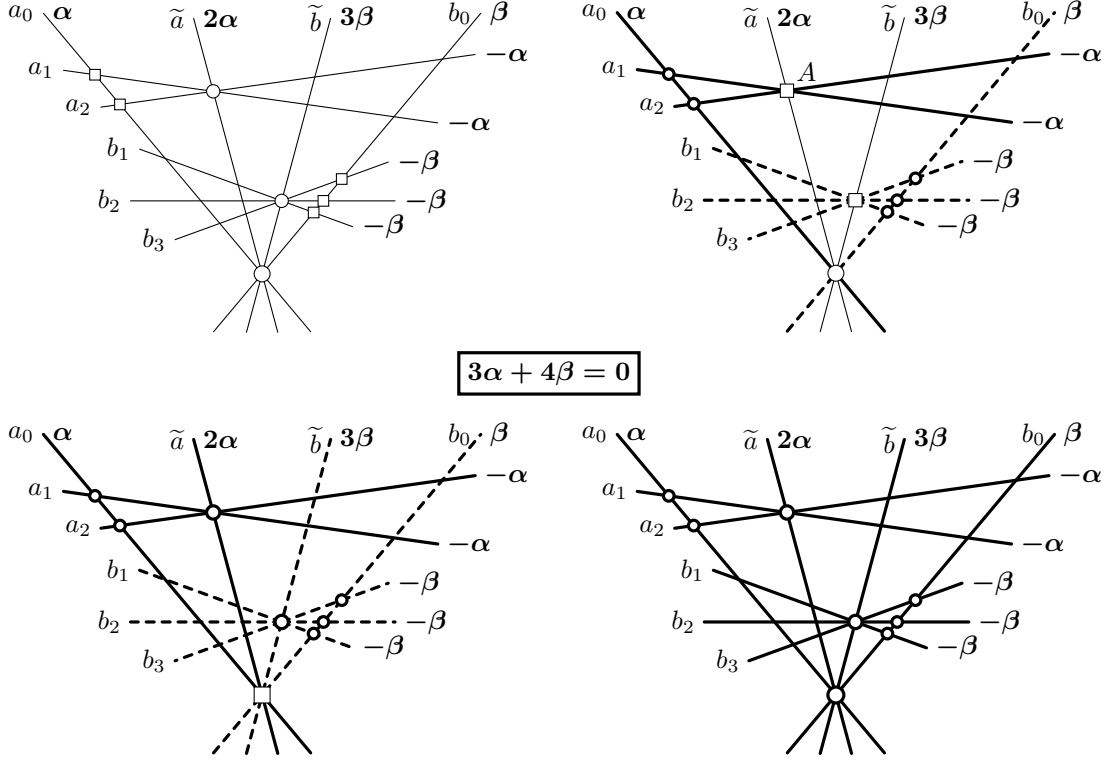 a₀ α ã 2α b̃ 3β b₀ β a₀ α ã 2α b̃ 3β b₀ β
−α −α
a₁ a₁ A
a₂ −α a₂ −α
b₁ −β b₁ −β
b₂ −β b₂ −β
b₃ −β b₃ −β
3α + 4β = 0
a₀ α ã 2α b̃ 3β b₀ β a₀ α ã 2α b̃ 3β b₀ β
−α −α
a₁ a₁
a₂ −α a₂ −α
b₁ −β b₁ −β
b₂ −β b₂ −β
b₃ −β b₃ −β